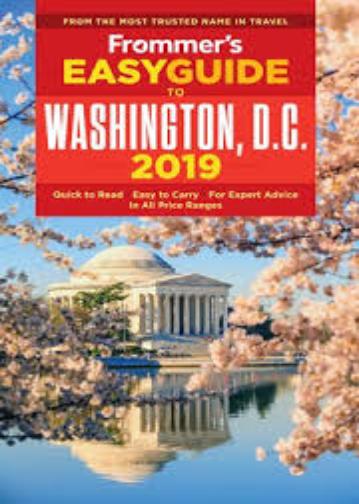 FROM THE MOST TRUSTED NAME IN TRAVEL
Frommer's
EASYGUIDE
TO
WASHINGTON, D.C.
2019
Quick to Read Easy to Carry For Expert Advice
In All Price Ranges